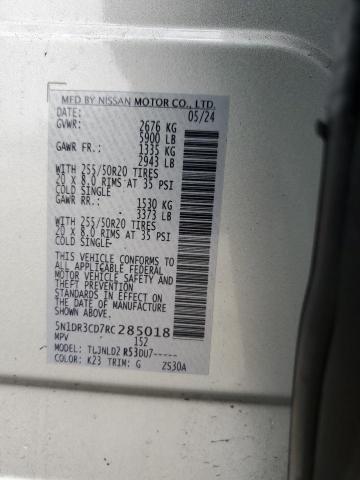 MFD BY NISSAN MOTOR CO., LTD.
DATE: 05/24
GVWR: 2676 KG
5900 LB
GAWR FR: 1335 KG
2943 LB
WITH 255/50R20 TIRES
20 x 8.0 RIMS AT 35 PSI
COLD SINGLE
GAWR RR: 1530 KG
3373 LB
WITH 255/50R20 TIRES
20 x 8.0 RIMS AT 35 PSI
COLD SINGLE
THIS VEHICLE CONFORMS TO ALL
APPLICABLE FEDERAL
MOTOR VEHICLE SAFETY AND
THEFT PREVENTION
STANDARDS IN EFFECT ON THE
DATE OF MANUFACTURE
SHOWN ABOVE.
5N1DR3CD7RC285018
MPV 152
MODEL: TLJNLD2 R53DU7-----
COLOR: K23 TRIM: G ZS30A